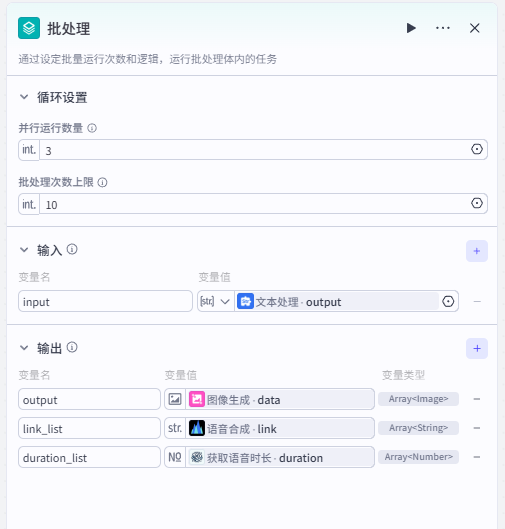 批处理
通过设定批量运行次数和逻辑，运行批处理体内的任务
循环设置
并行运行数量
int. 3
批处理次数上限
int. 10
输入
变量名 变量值
input [str] 文本处理 · output
输出
变量名 变量值 变量类型
output 图像生成 · data Array<Image>
link_list str. 语音合成 · link Array<String>
duration_list № 获取语音时长 · duration Array<Number>